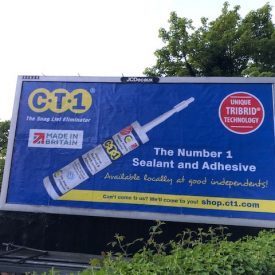 JCDecaux
C·T·1®
The Snag List Eliminator
MADE IN
BRITAIN
UNIQUE
TRIBRID®
TECHNOLOGY
CT1
The Number 1
Sealant and Adhesive
Available locally at good independents!
Can't come to us? We'll come to you! shop.ct1.com